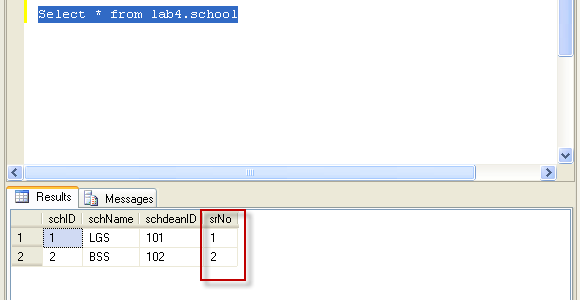 Select * from lab4.school
Results Messages
schID schName schdeanID srNo
1 1 LGS 101 1
2 2 BSS 102 2